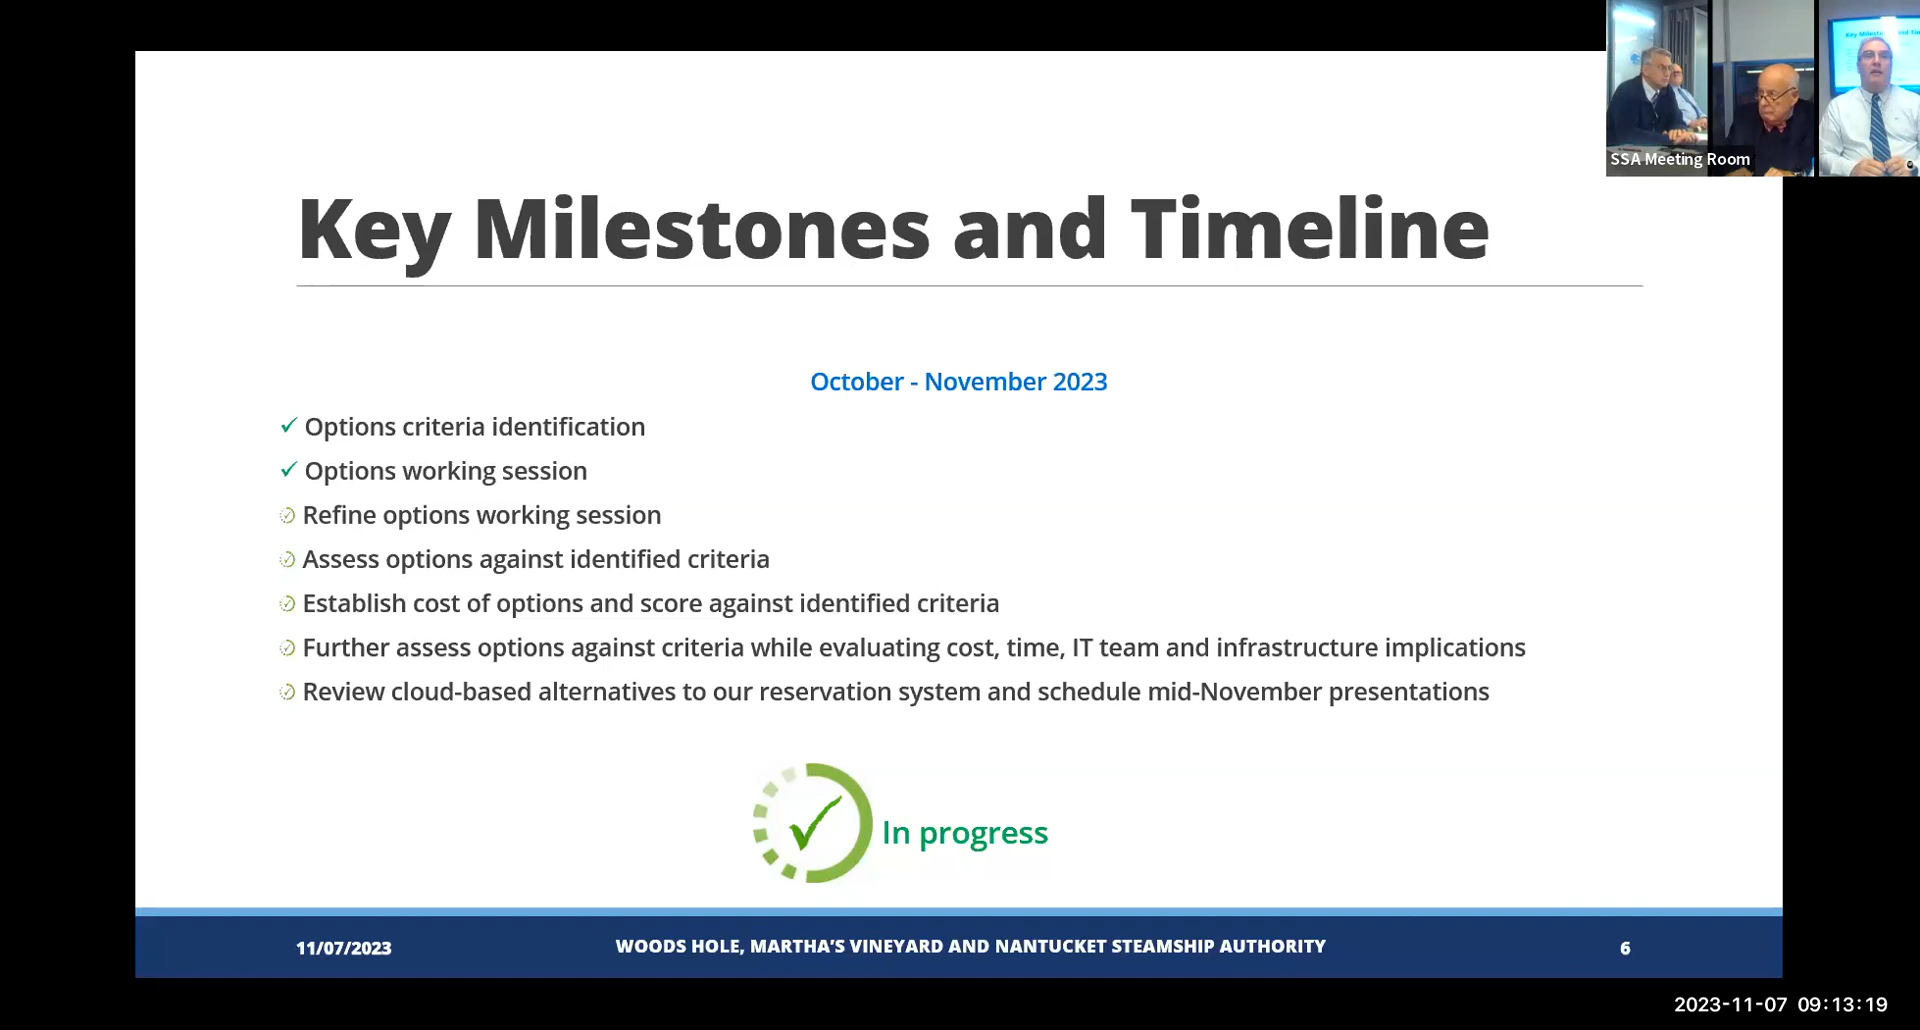 Key Milestones and Timeline
SSA Meeting Room
Key Milestones and Timeline
October - November 2023
Options criteria identification
Options working session
Refine options working session
Assess options against identified criteria
Establish cost of options and score against identified criteria
Further assess options against criteria while evaluating cost, time, IT team and infrastructure implications
Review cloud-based alternatives to our reservation system and schedule mid-November presentations
In progress
11/07/2023
WOODS HOLE, MARTHA’S VINEYARD AND NANTUCKET STEAMSHIP AUTHORITY
6
2023-11-07 09:13:19